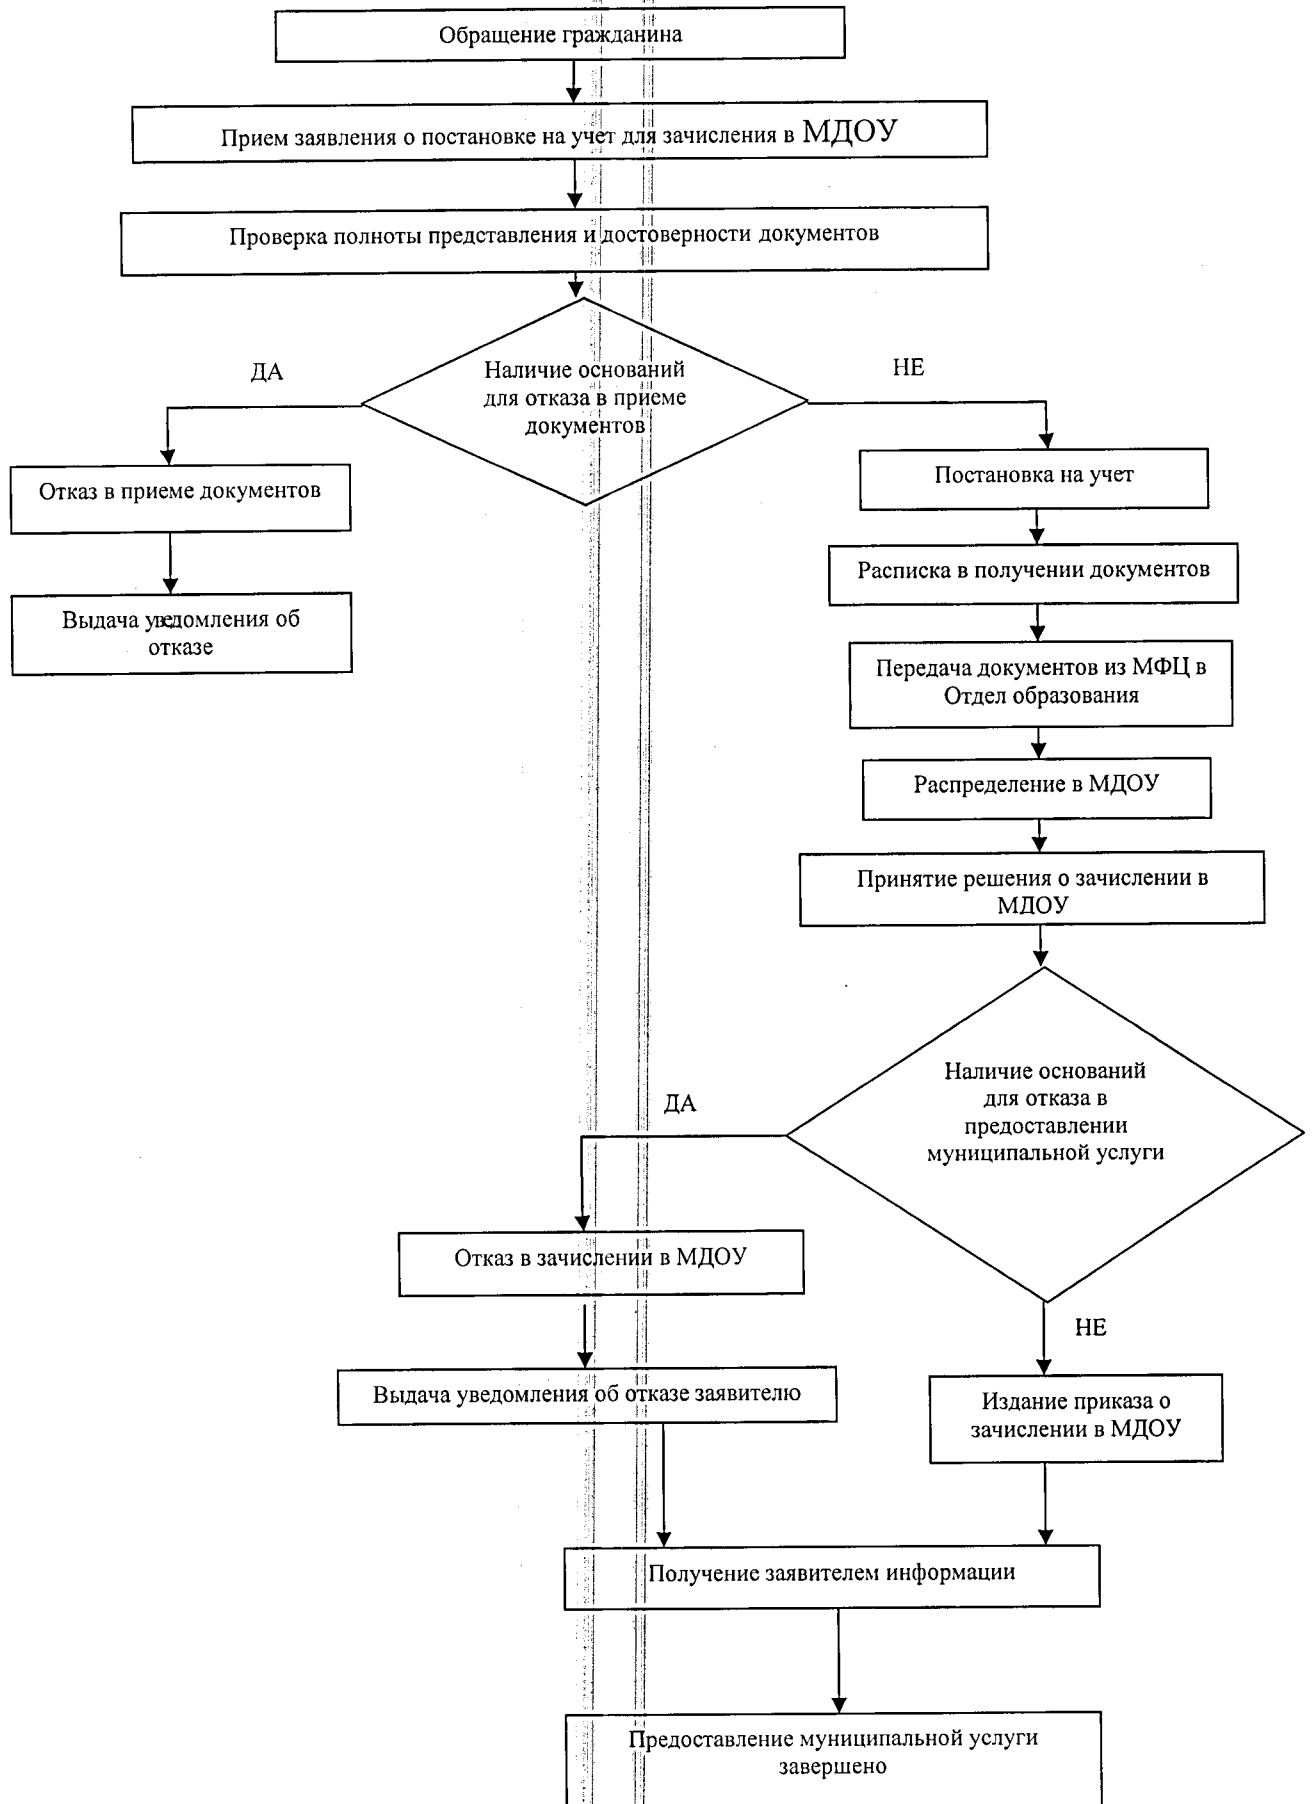 Обращение гражданина
Прием заявления о постановке на учет для зачисления в МДОУ
Проверка полноты представления и достоверности документов
Наличие оснований
для отказа в приеме
документов
ДА
НЕ
Отказ в приеме документов
Выдача уведомления об
отказе
Постановка на учет
Расписка в получении документов
Передача документов из МФЦ в
Отдел образования
Распределение в МДОУ
Принятие решения о зачислении в
МДОУ
Наличие оснований
для отказа в
предоставлении
муниципальной услуги
ДА
Отказ в зачислении в МДОУ
Выдача уведомления об отказе заявителю
НЕ
Издание приказа о
зачислении в МДОУ
Получение заявителем информации
Предоставление муниципальной услуги
завершено